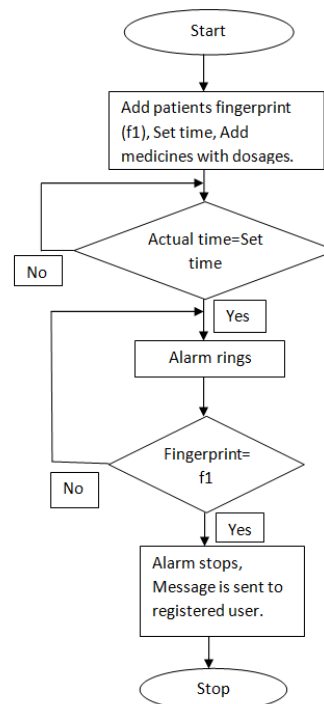 Start
Add patients fingerprint
(f1), Set time, Add
medicines with dosages.
Actual time=Set
time
No
Yes
Alarm rings
Fingerprint=
f1
No
Yes
Alarm stops,
Message is sent to
registered user.
Stop